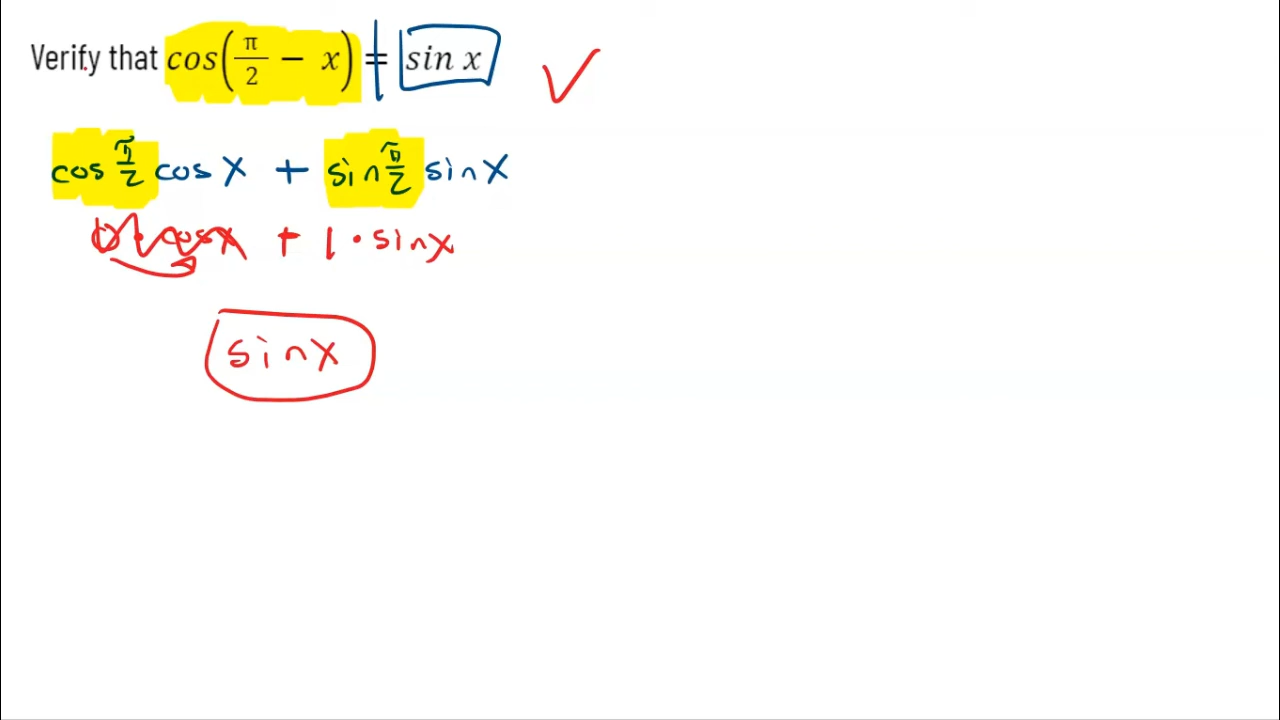 Verify that cos(π/2 − x) = sin x
cos π/2 cos x + sin π/2 sin x
0 · cos x + 1 · sin x
sin x